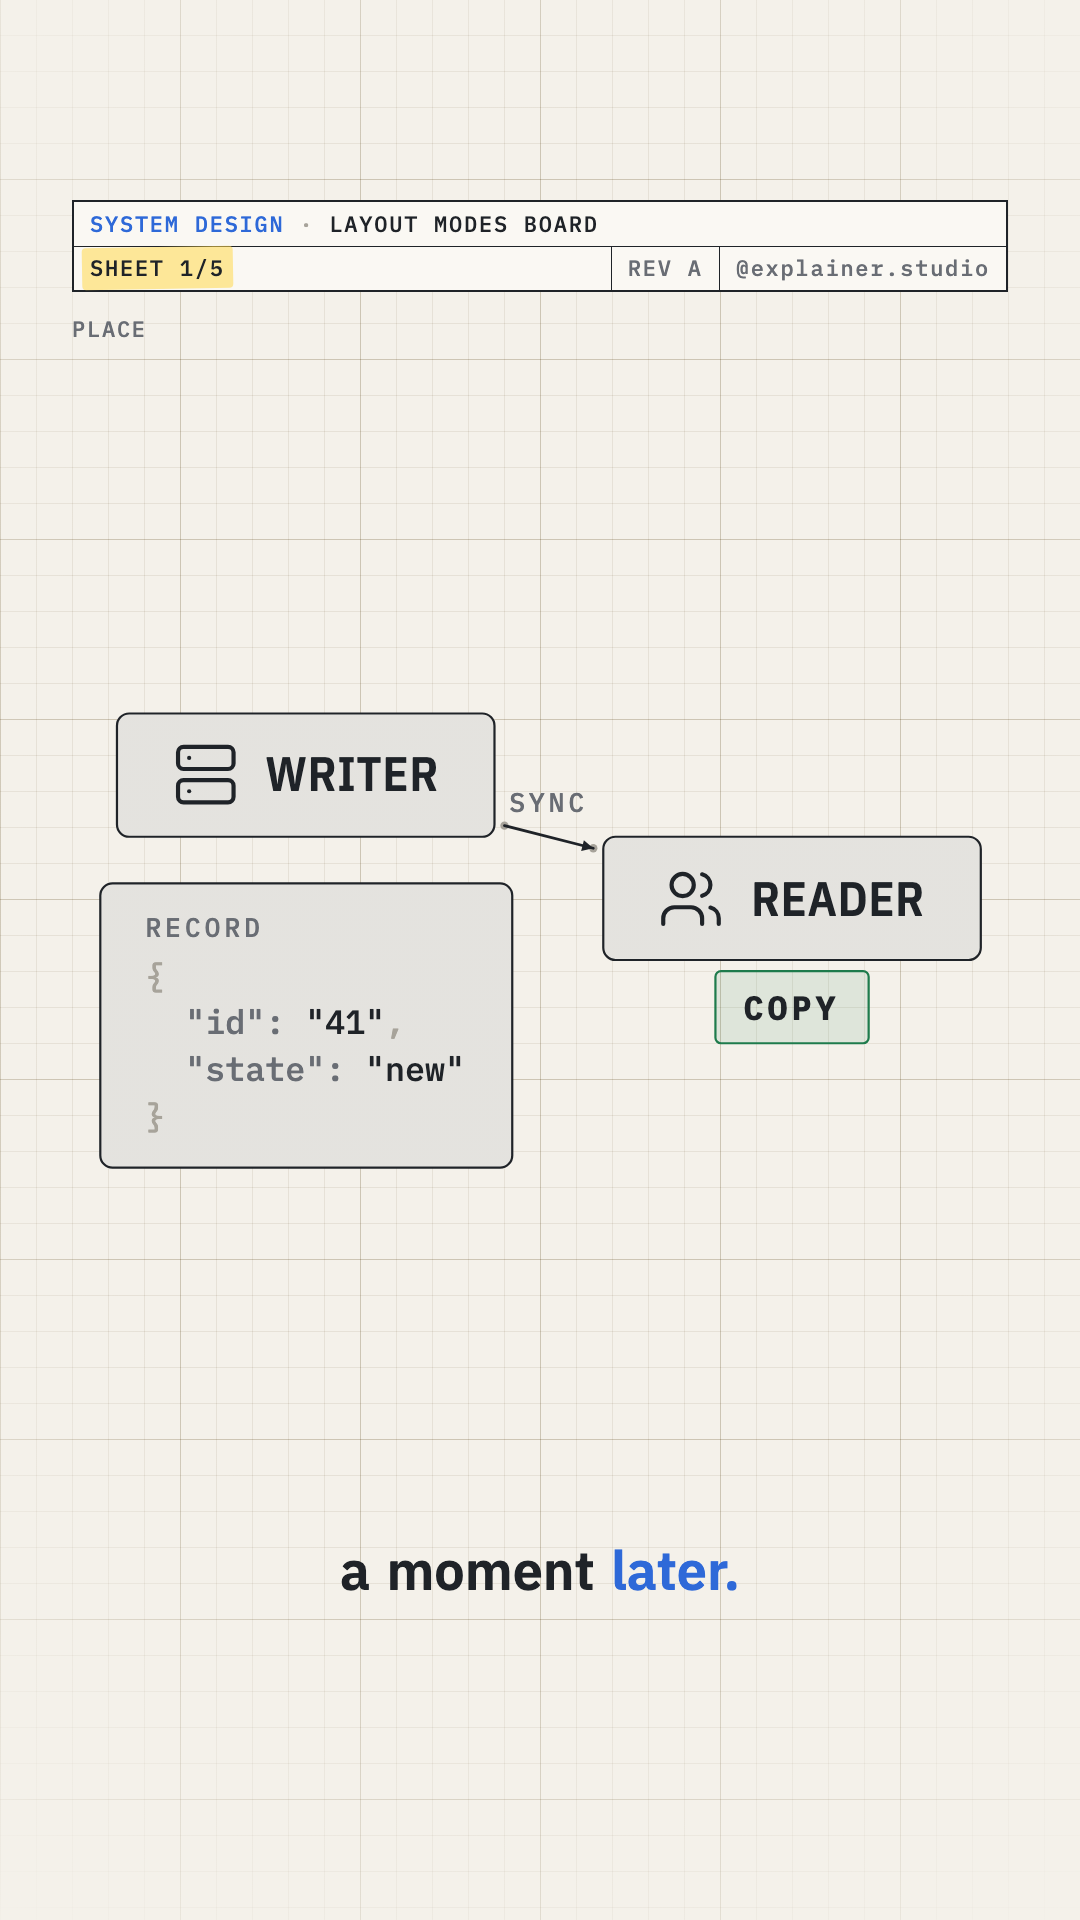 SYSTEM DESIGN · LAYOUT MODES BOARD
SHEET 1/5 REV A @explainer.studio
PLACE
WRITER
SYNC
READER
RECORD
{
"id": "41",
"state": "new"
}
COPY
a moment later.